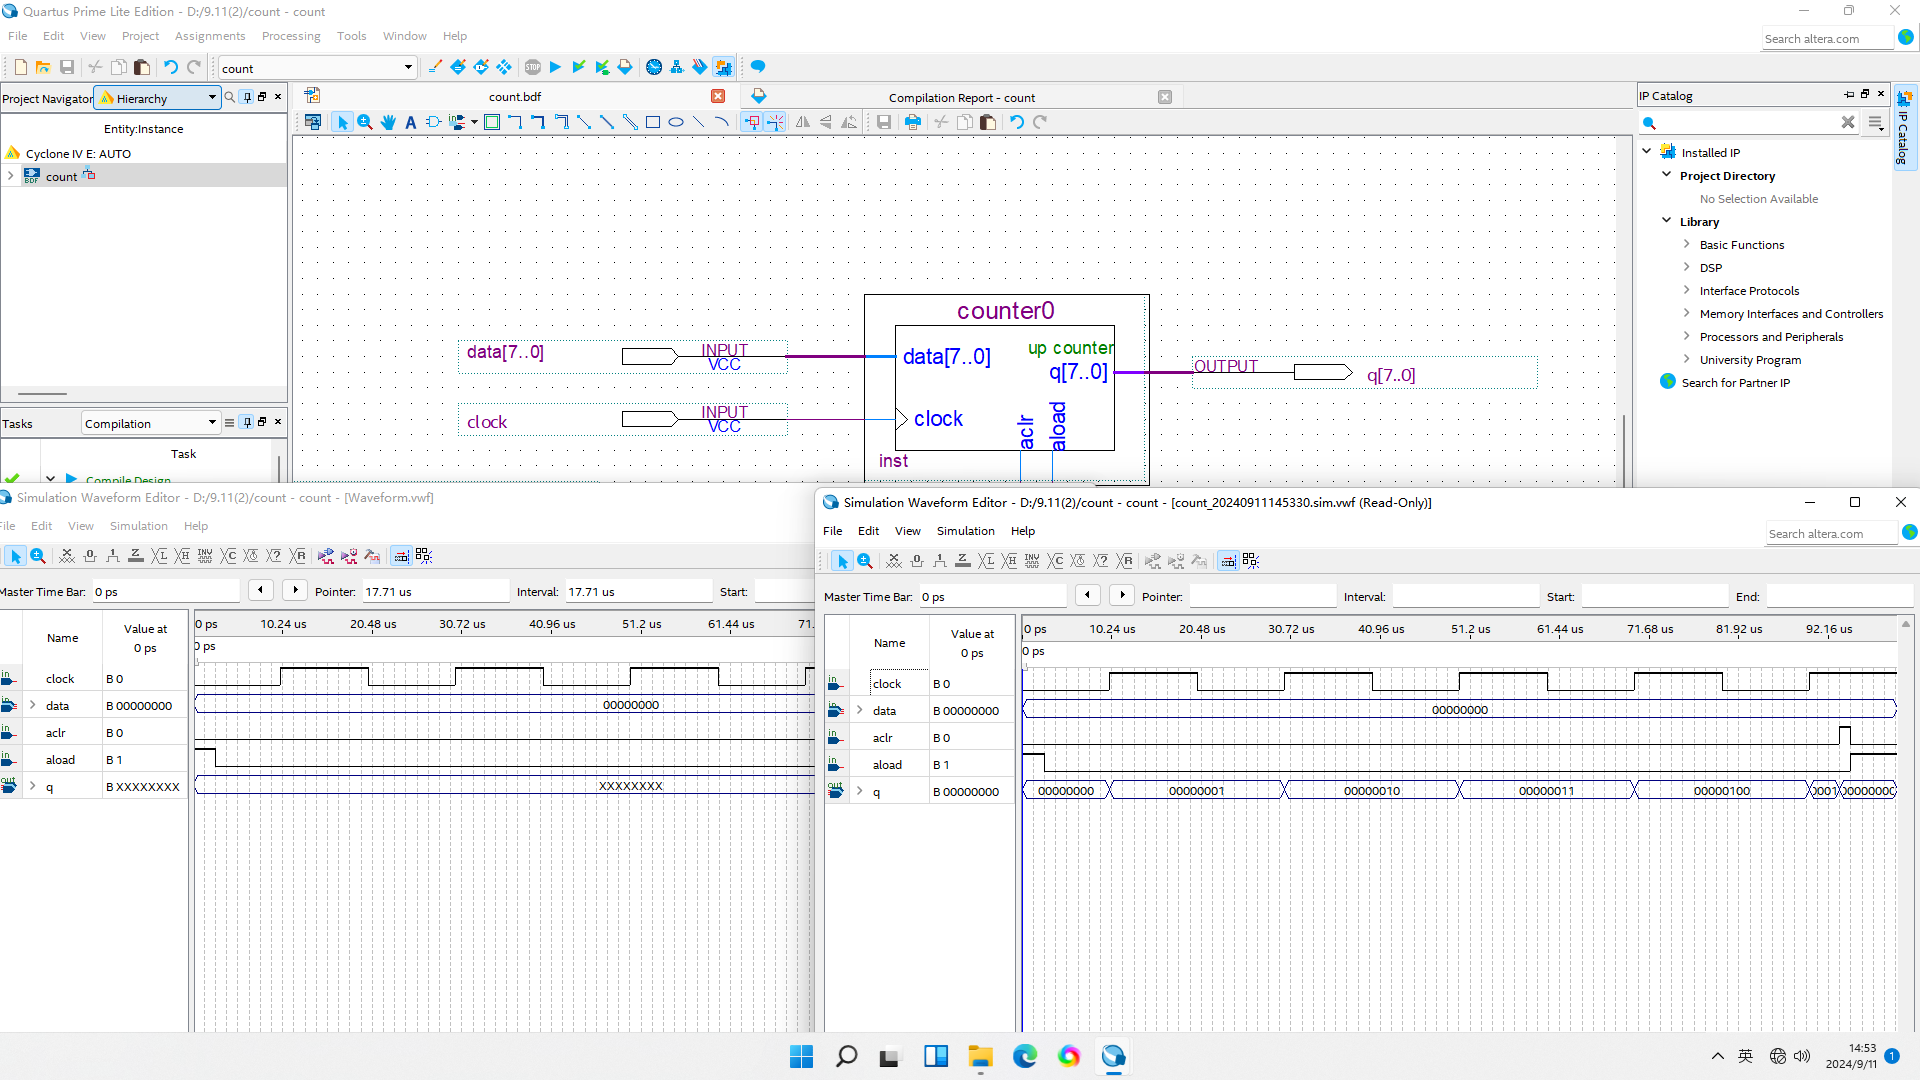 Quartus Prime Lite Edition - D:/9.11(2)/count - count
File Edit View Project Assignments Processing Tools Window Help
Search altera.com
count
Project Navigator Hierarchy
Entity:Instance
Cyclone IV E: AUTO
count
Tasks Compilation
Task
Compile Design
count.bdf
Compilation Report - count
counter0
data[7..0] INPUT VCC
clock INPUT VCC
data[7..0]
up counter
q[7..0]
clock
aclr
aload
inst
OUTPUT q[7..0]
IP Catalog
IP Catalog
Installed IP
Project Directory
No Selection Available
Library
Basic Functions
DSP
Interface Protocols
Memory Interfaces and Controllers
Processors and Peripherals
University Program
Search for Partner IP
Simulation Waveform Editor - D:/9.11(2)/count - count - [Waveform.vwf]
File Edit View Simulation Help
Master Time Bar: 0 ps Pointer: 17.71 us Interval: 17.71 us Start:
Name Value at 0 ps
0 ps 10.24 us 20.48 us 30.72 us 40.96 us 51.2 us 61.44 us 71.
0 ps
clock B 0
data B 00000000 00000000
aclr B 0
aload B 1
q B XXXXXXXX XXXXXXXX
Simulation Waveform Editor - D:/9.11(2)/count - count - [count_20240911145330.sim.vwf (Read-Only)]
File Edit View Simulation Help
Search altera.com
Master Time Bar: 0 ps Pointer: Interval: Start: End:
Name Value at 0 ps
0 ps 10.24 us 20.48 us 30.72 us 40.96 us 51.2 us 61.44 us 71.68 us 81.92 us 92.16 us
0 ps
clock B 0
data B 00000000 00000000
aclr B 0
aload B 1
q B 00000000 00000000 00000001 00000010 00000011 00000100 0000000
英
14:53
2024/9/11
1